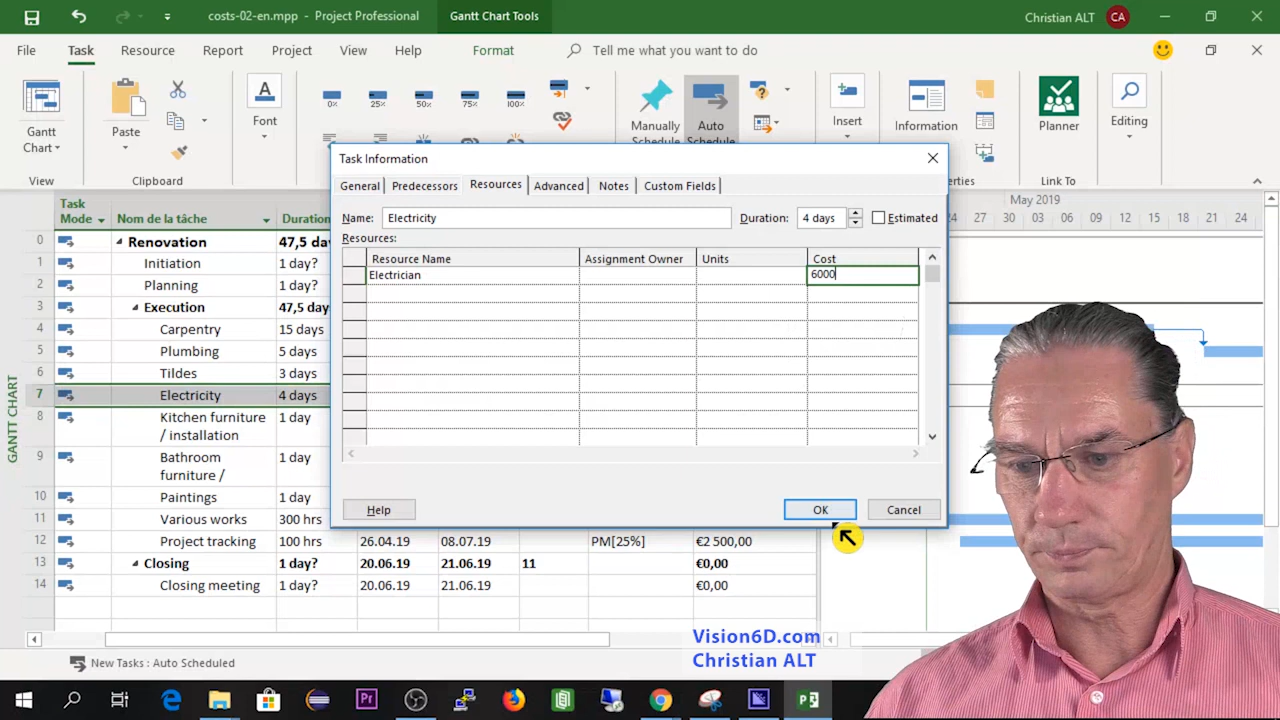 costs-02-en.mpp - Project Professional
Gantt Chart Tools
Christian ALT CA
File Task Resource Report Project View Help Format Tell me what you want to do
0% 25% 50% 75% 100%
Gantt Chart
Paste
Font
Manually Schedule
Auto Schedule
Insert
Information
Planner
Editing
View Clipboard Link To
Task Information
General Predecessors Resources Advanced Notes Custom Fields
Name: Electricity Duration: 4 days Estimated
Resources:
Resource Name Assignment Owner Units Cost
Electrician 6000
Help OK Cancel
GANTT CHART
Task Mode Nom de la tâche
May 2019
24 27 30 03 06 09 12 15 18 21 24
0 Renovation 47,5
1 Initiation 1 day?
2 Planning 1 day?
3 Execution 47,5
4 Carpentry 15 days
5 Plumbing 5 days
6 Tildes 3 days
7 Electricity 4 days
8 Kitchen furniture / installation 1 day
9 Bathroom furniture / 1 day
10 Paintings 1 day
11 Various works 300 hrs
12 Project tracking 100 hrs 26.04.19 08.07.19 PM[25%] €2 500,00
13 Closing 1 day? 20.06.19 21.06.19 11 €0,00
14 Closing meeting 1 day? 20.06.19 21.06.19 €0,00
Vision6D.com
Christian ALT
New Tasks : Auto Scheduled